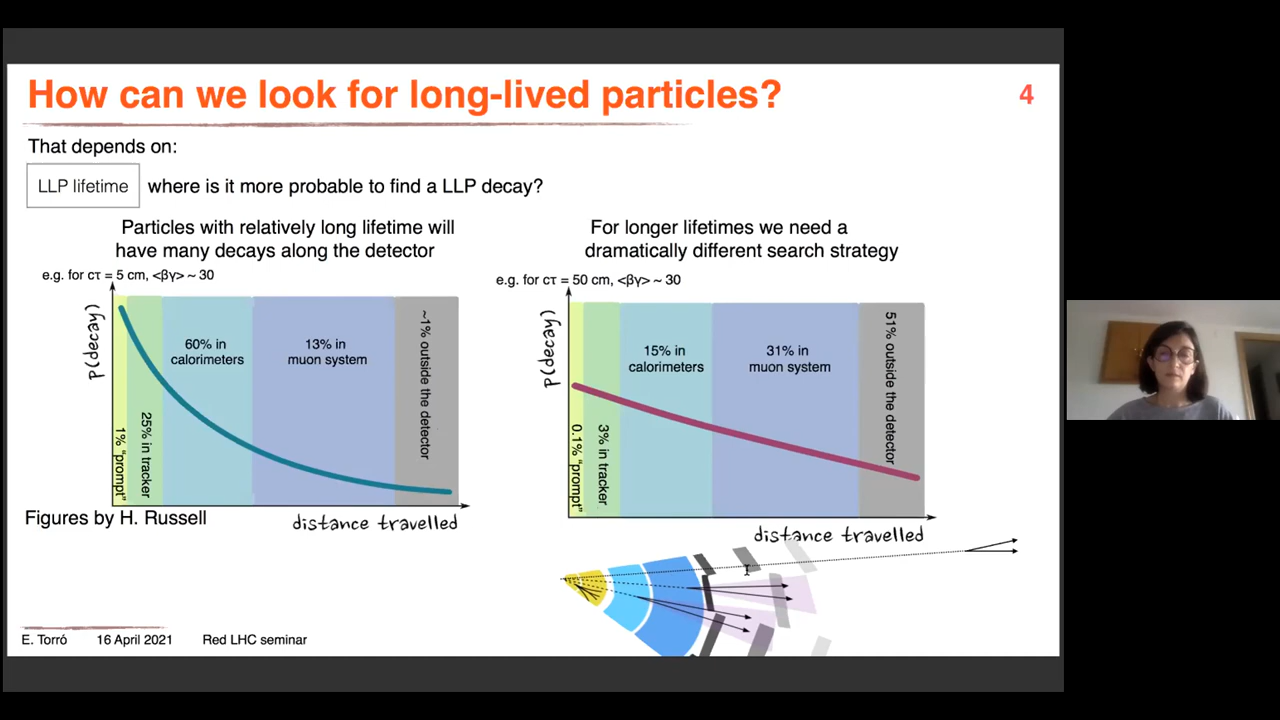 How can we look for long-lived particles?
4
That depends on:
LLP lifetime where is it more probable to find a LLP decay?
Particles with relatively long lifetime will
have many decays along the detector
e.g. for cτ = 5 cm, <βγ> ~ 30
P(decay)
1% "prompt"
25% in tracker
60% in
calorimeters
13% in
muon system
~1% outside the detector
distance travelled
Figures by H. Russell
For longer lifetimes we need a
dramatically different search strategy
e.g. for cτ = 50 cm, <βγ> ~ 30
P(decay)
0.1% "prompt"
3% in tracker
15% in
calorimeters
31% in
muon system
51% outside the detector
distance travelled
E. Torró 16 April 2021 Red LHC seminar